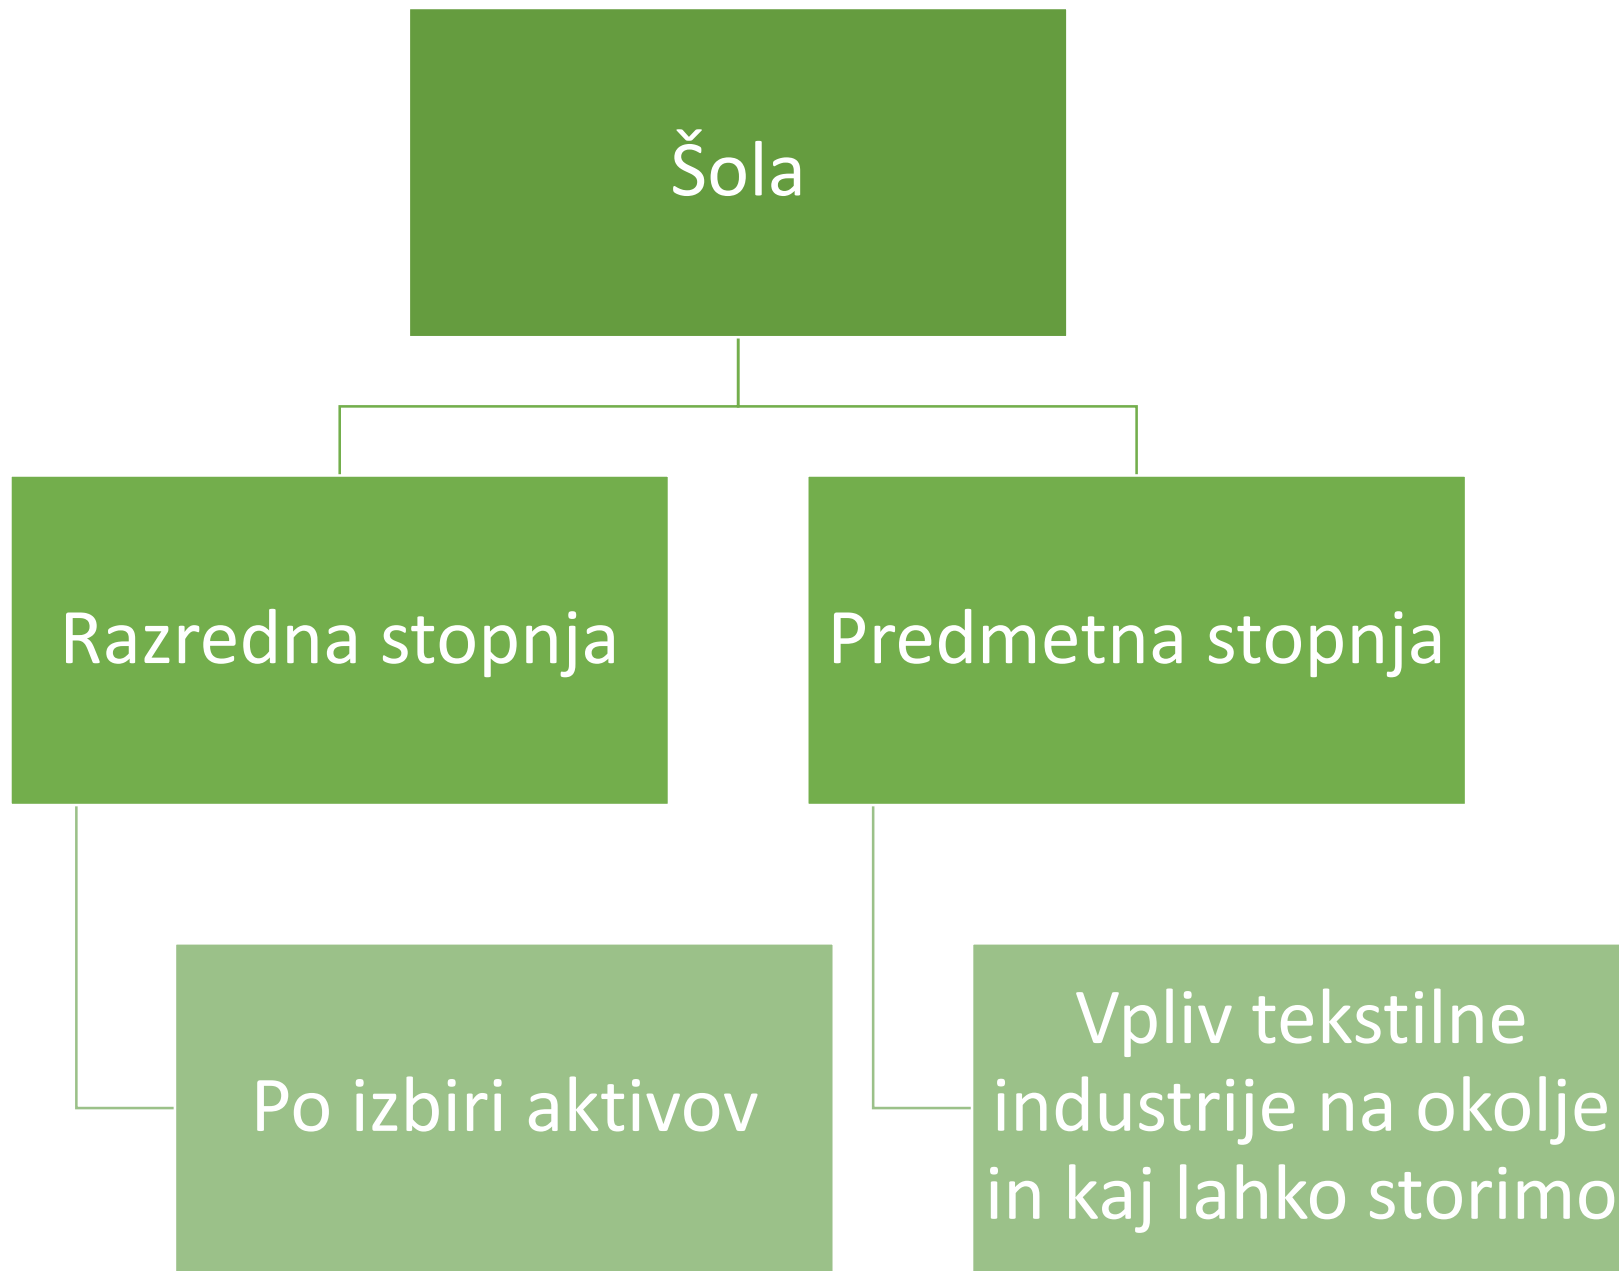 Šola
Razredna stopnja
Predmetna stopnja
Po izbiri aktivov
Vpliv tekstilne
industrije na okolje
in kaj lahko storimo